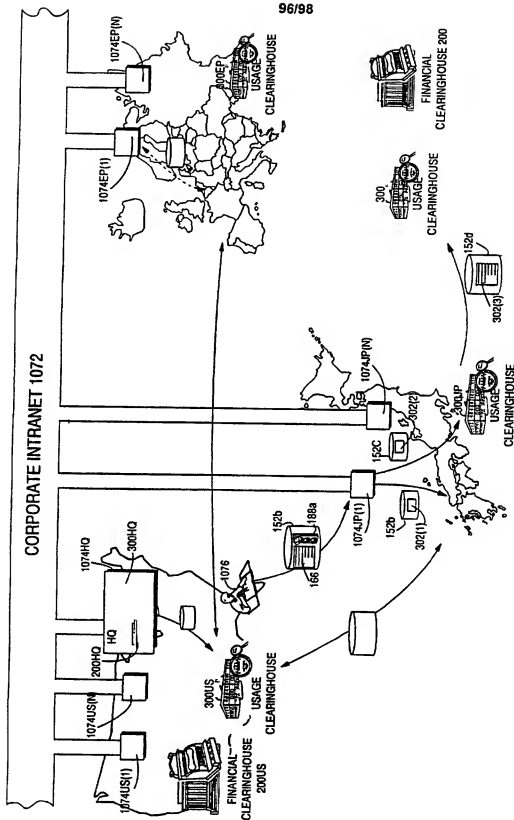 96/98
CORPORATE INTRANET 1072
1074US(1)
1074US(N)
200HQ
HQ
1074HQ
300HQ
FINANCIAL
CLEARINGHOUSE
200US
300US
USAGE
CLEARINGHOUSE
1076
152b
188a
166
1074JP(1)
152b
302(1)
152C
302(2)
1074JP(N)
300JP
USAGE
CLEARINGHOUSE
152d
302(3)
1074EP(1)
1074EP(N)
300EP
USAGE
CLEARINGHOUSE
300
USAGE
CLEARINGHOUSE
FINANCIAL
CLEARINGHOUSE 200